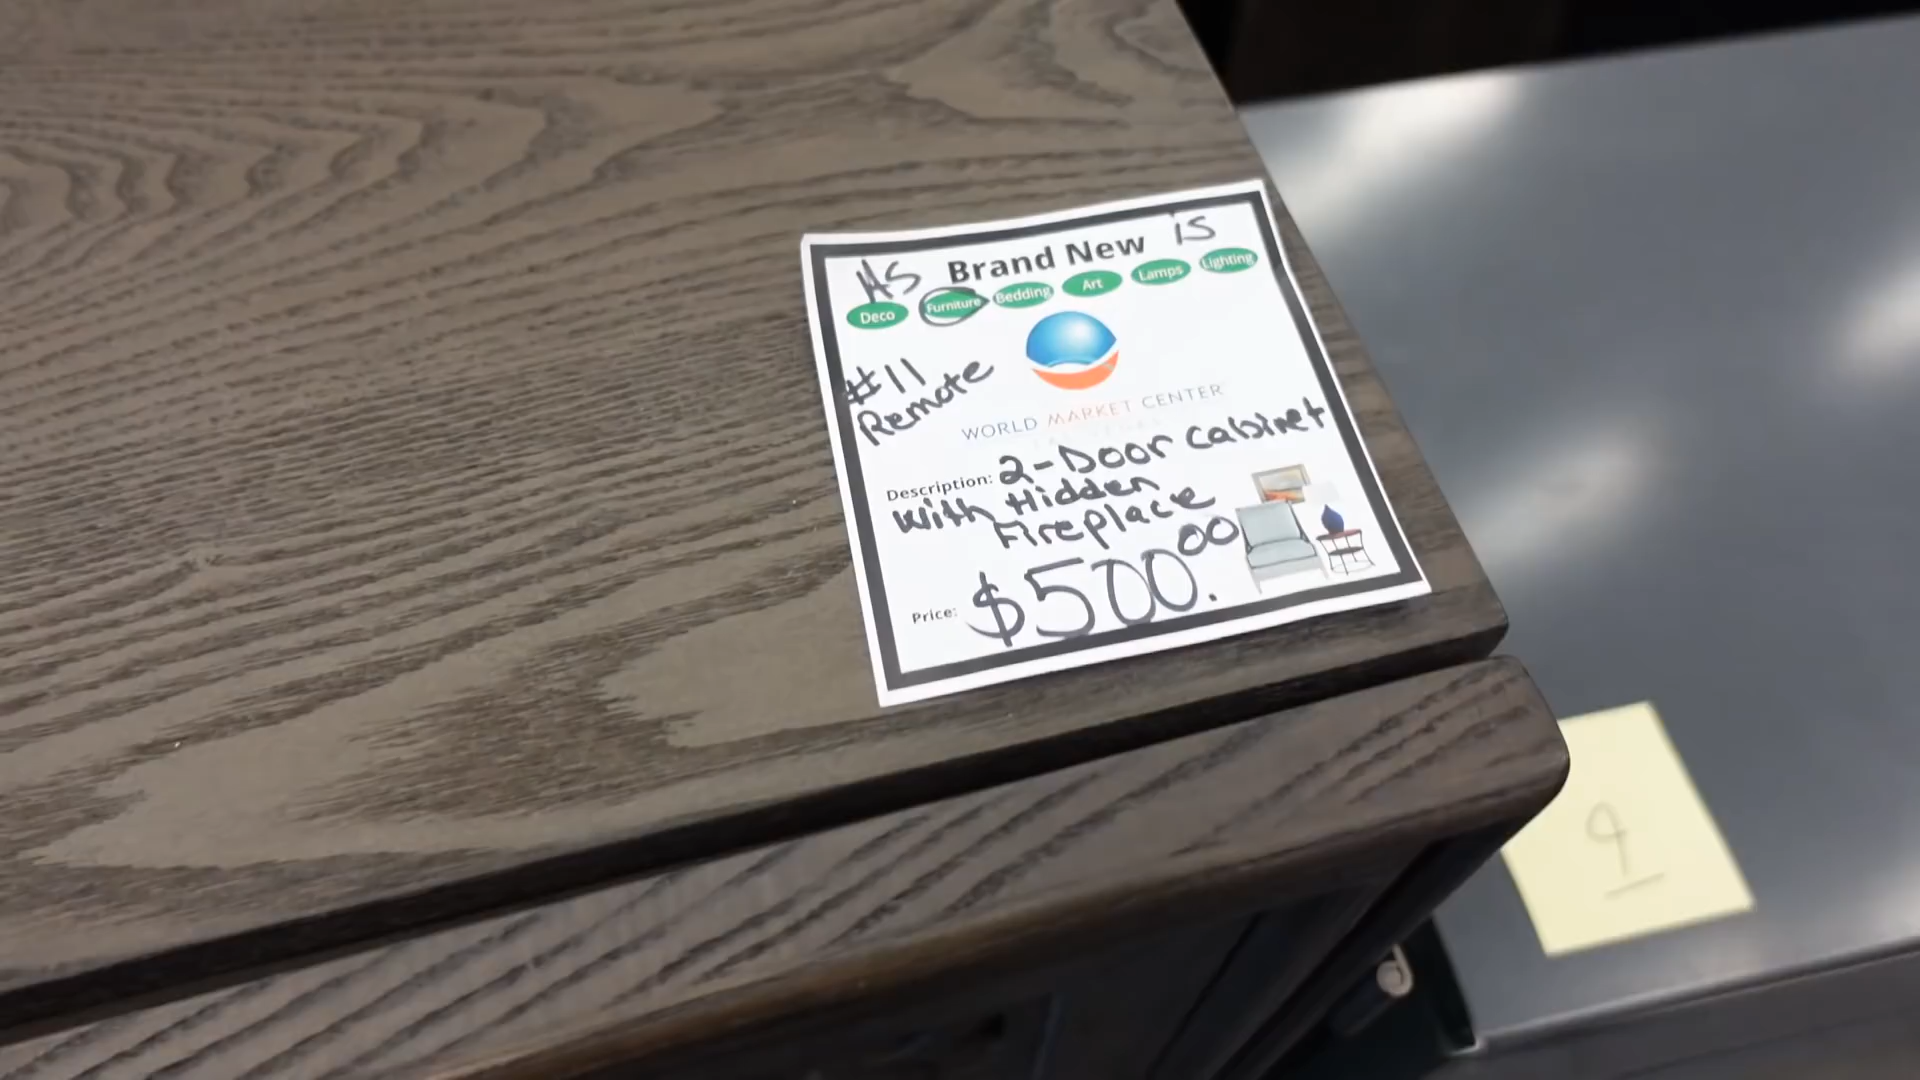 AS Brand New is
Deco Furniture Bedding Art Lamps Lighting
#11
Remote
WORLD MARKET CENTER
Description: 2-Door cabinet
with Hidden
Fireplace
Price: $500.00
9